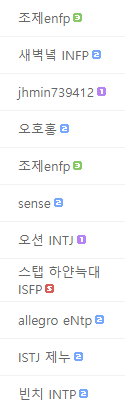 조제enfp 3
새벽녘 INFP 2
jhmin739412 1
오호홍 2
조제enfp 3
sense 2
오션 INTJ 1
스탭 하얀늑대
ISFP 5
allegro eNtp 2
ISTJ 제누 2
빈치 INTP 2